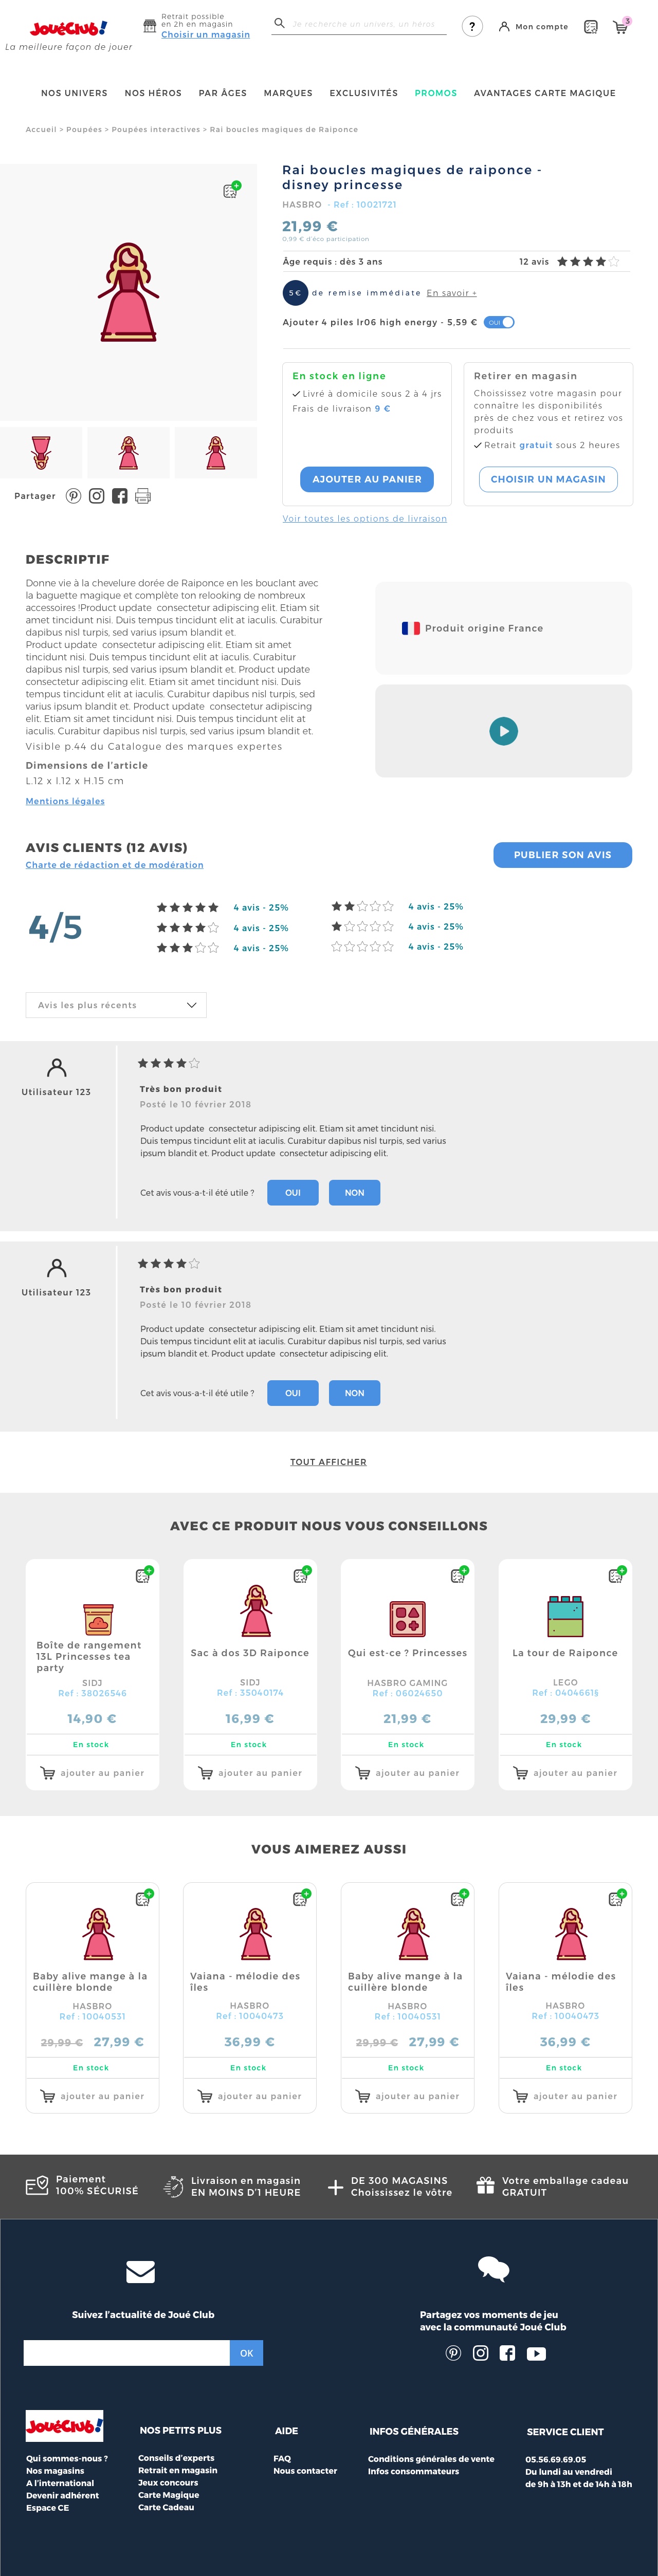 JouéClub!
La meilleure façon de jouer
Retrait possible
en 2h en magasin
Choisir un magasin
Je recherche un univers, un héros
?
Mon compte
3
NOS UNIVERS NOS HÉROS PAR ÂGES MARQUES EXCLUSIVITÉS PROMOS AVANTAGES CARTE MAGIQUE
Accueil > Poupées > Poupées interactives > Rai boucles magiques de Raiponce
Rai boucles magiques de raiponce -
disney princesse
HASBRO - Ref : 10021721
21,99 €
0,99 € d'éco participation
Âge requis : dès 3 ans 12 avis
5€ de remise immédiate En savoir +
Ajouter 4 piles lr06 high energy - 5,59 € OUI
En stock en ligne
Livré à domicile sous 2 à 4 jrs
Frais de livraison 9 €
AJOUTER AU PANIER
Retirer en magasin
Choississez votre magasin pour
connaître les disponibilités
près de chez vous et retirez vos
produits
Retrait gratuit sous 2 heures
CHOISIR UN MAGASIN
Voir toutes les options de livraison
Partager
DESCRIPTIF
Donne vie à la chevelure dorée de Raiponce en les bouclant avec
la baguette magique et complète ton relooking de nombreux
accessoires !Product update consectetur adipiscing elit. Etiam sit
amet tincidunt nisi. Duis tempus tincidunt elit at iaculis. Curabitur
dapibus nisl turpis, sed varius ipsum blandit et.
Product update consectetur adipiscing elit. Etiam sit amet
tincidunt nisi. Duis tempus tincidunt elit at iaculis. Curabitur
dapibus nisl turpis, sed varius ipsum blandit et. Product update
consectetur adipiscing elit. Etiam sit amet tincidunt nisi. Duis
tempus tincidunt elit at iaculis. Curabitur dapibus nisl turpis, sed
varius ipsum blandit et. Product update consectetur adipiscing
elit. Etiam sit amet tincidunt nisi. Duis tempus tincidunt elit at
iaculis. Curabitur dapibus nisl turpis, sed varius ipsum blandit et.
Visible p.44 du Catalogue des marques expertes
Dimensions de l'article
L.12 x l.12 x H.15 cm
Mentions légales
Produit origine France
AVIS CLIENTS (12 AVIS)
Charte de rédaction et de modération
PUBLIER SON AVIS
4/5
4 avis - 25%
4 avis - 25%
4 avis - 25%
4 avis - 25%
4 avis - 25%
4 avis - 25%
Avis les plus récents
Utilisateur 123
Très bon produit
Posté le 10 février 2018
Product update consectetur adipiscing elit. Etiam sit amet tincidunt nisi.
Duis tempus tincidunt elit at iaculis. Curabitur dapibus nisl turpis, sed varius
ipsum blandit et. Product update consectetur adipiscing elit.
Cet avis vous-a-t-il été utile ? OUI NON
Utilisateur 123
Très bon produit
Posté le 10 février 2018
Product update consectetur adipiscing elit. Etiam sit amet tincidunt nisi.
Duis tempus tincidunt elit at iaculis. Curabitur dapibus nisl turpis, sed varius
ipsum blandit et. Product update consectetur adipiscing elit.
Cet avis vous-a-t-il été utile ? OUI NON
TOUT AFFICHER
AVEC CE PRODUIT NOUS VOUS CONSEILLONS
Boîte de rangement
13L Princesses tea
party
SIDJ
Ref : 38026546
14,90 €
En stock
ajouter au panier
Sac à dos 3D Raiponce
SIDJ
Ref : 35040174
16,99 €
En stock
ajouter au panier
Qui est-ce ? Princesses
HASBRO GAMING
Ref : 06024650
21,99 €
En stock
ajouter au panier
La tour de Raiponce
LEGO
Ref : 0404661§
29,99 €
En stock
ajouter au panier
VOUS AIMEREZ AUSSI
Baby alive mange à la
cuillère blonde
HASBRO
Ref : 10040531
29,99 € 27,99 €
En stock
ajouter au panier
Vaiana - mélodie des
îles
HASBRO
Ref : 10040473
36,99 €
En stock
ajouter au panier
Baby alive mange à la
cuillère blonde
HASBRO
Ref : 10040531
29,99 € 27,99 €
En stock
ajouter au panier
Vaiana - mélodie des
îles
HASBRO
Ref : 10040473
36,99 €
En stock
ajouter au panier
Paiement
100% SÉCURISÉ
Livraison en magasin
EN MOINS D'1 HEURE
DE 300 MAGASINS
Choississez le vôtre
Votre emballage cadeau
GRATUIT
Suivez l'actualité de Joué Club
OK
Partagez vos moments de jeu
avec la communauté Joué Club
JouéClub!
Qui sommes-nous ?
Nos magasins
A l'international
Devenir adhérent
Espace CE
NOS PETITS PLUS
Conseils d'experts
Retrait en magasin
Jeux concours
Carte Magique
Carte Cadeau
AIDE
FAQ
Nous contacter
INFOS GÉNÉRALES
Conditions générales de vente
Infos consommateurs
SERVICE CLIENT
05.56.69.69.05
Du lundi au vendredi
de 9h à 13h et de 14h à 18h